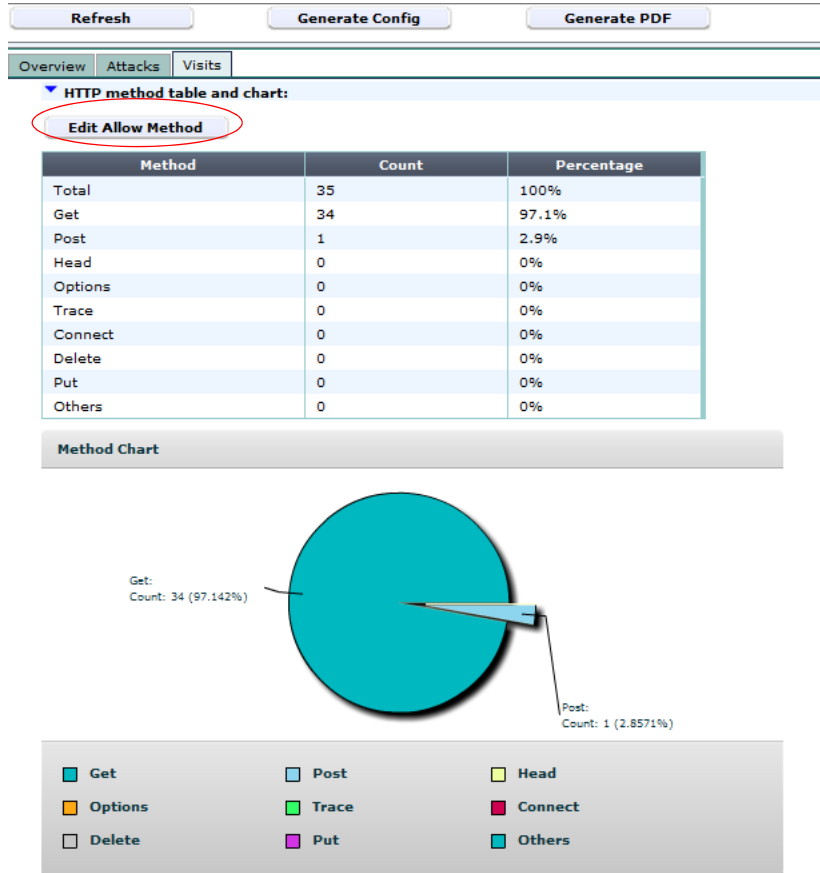 Refresh Generate Config Generate PDF
Overview Attacks Visits
HTTP method table and chart:
Edit Allow Method
Method Count Percentage
Total 35 100%
Get 34 97.1%
Post 1 2.9%
Head 0 0%
Options 0 0%
Trace 0 0%
Connect 0 0%
Delete 0 0%
Put 0 0%
Others 0 0%
Method Chart
Get:
Count: 34 (97.142%)
Post:
Count: 1 (2.8571%)
Get Post Head
Options Trace Connect
Delete Put Others